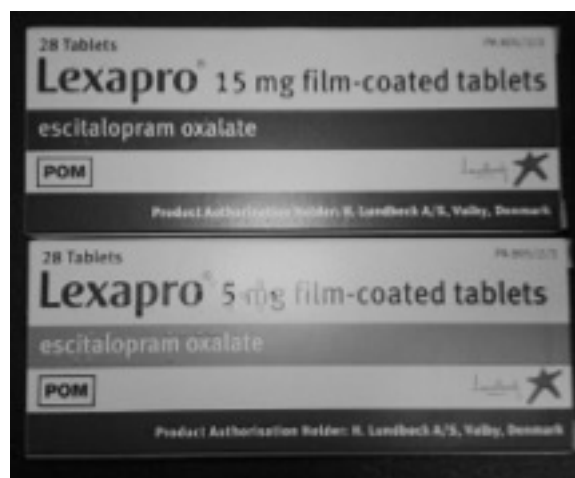 28 Tablets
Lexapro® 15 mg film-coated tablets
escitalopram oxalate
POM
Product Authorisation Holder: H. Lundbeck A/S, Valby, Denmark
28 Tablets
Lexapro® 5 mg film-coated tablets
escitalopram oxalate
POM
Product Authorisation Holder: H. Lundbeck A/S, Valby, Denmark